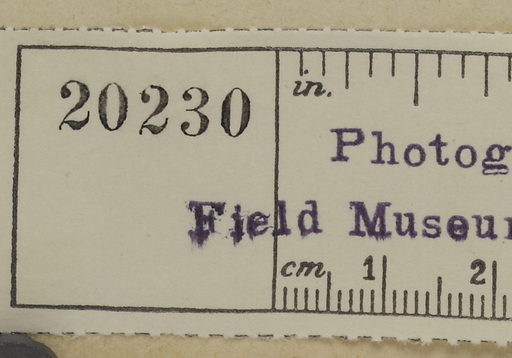 20230
in.
Photog
Field Museu
cm 1 2